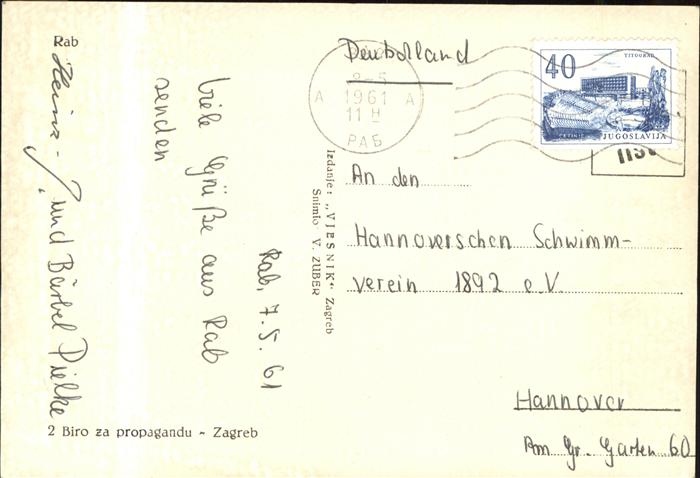 Rab
Rab, 7.5.61
Viele Grüße aus Rab
senden
und Bärbel Pielke
2 Biro za propagandu - Zagreb
Izdanje: „VJESNIK“ Zagreb
Snimio V. ZUBER
8-5
A 1961 A
11 H
РАБ
40
TITOGRAD
CETINJE
JUGOSLAVIJA
Deutschland
An den
Hannoverschen Schwimm-
verein 1892 e.V.
Hannover
Am Gr. Garten 60